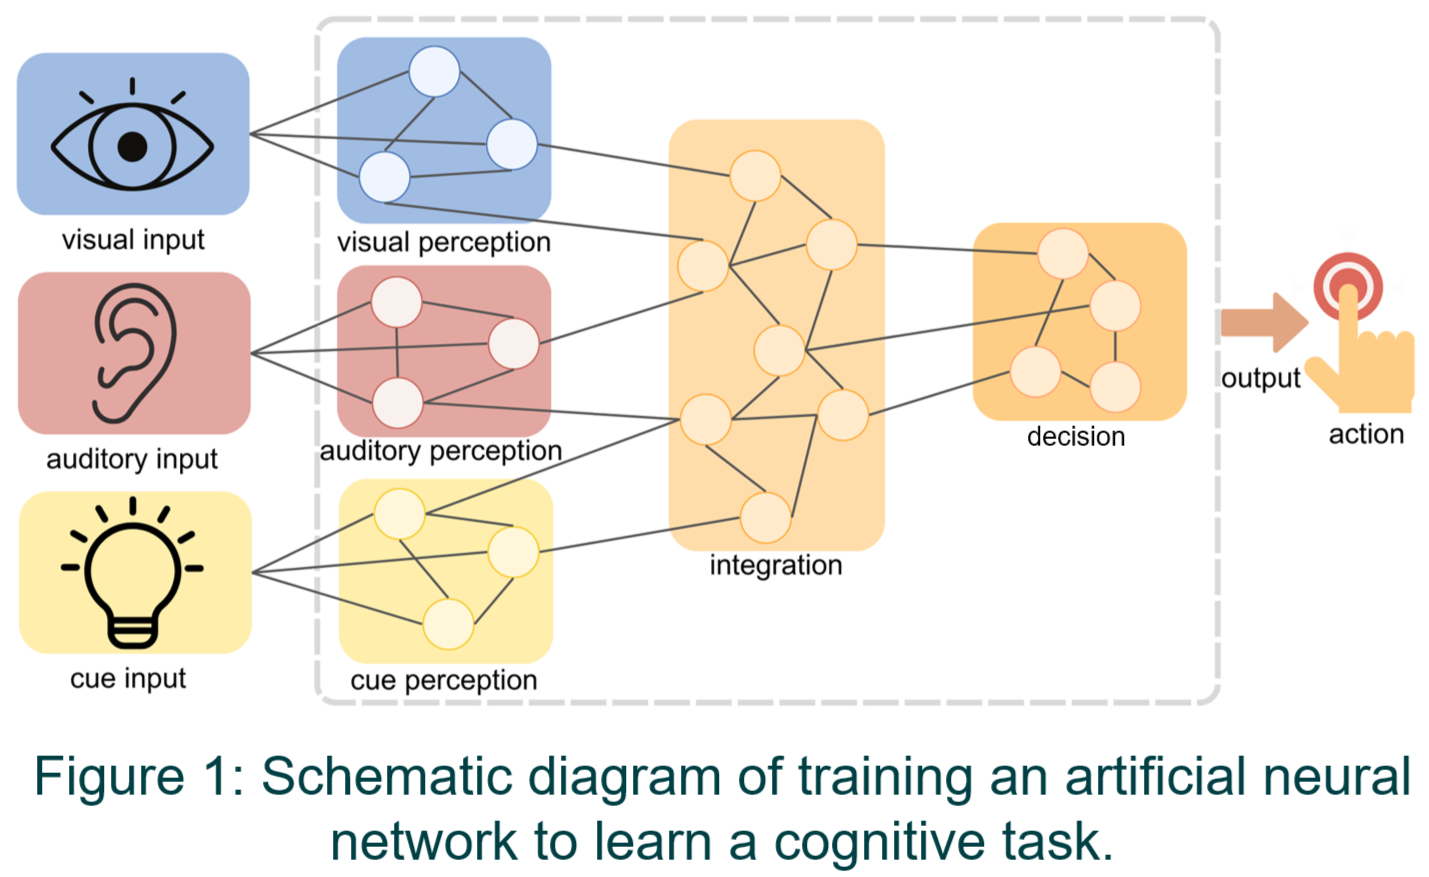 visual input
visual perception
auditory input
auditory perception
cue input
cue perception
integration
decision
output
action
Figure 1: Schematic diagram of training an artificial neural
network to learn a cognitive task.